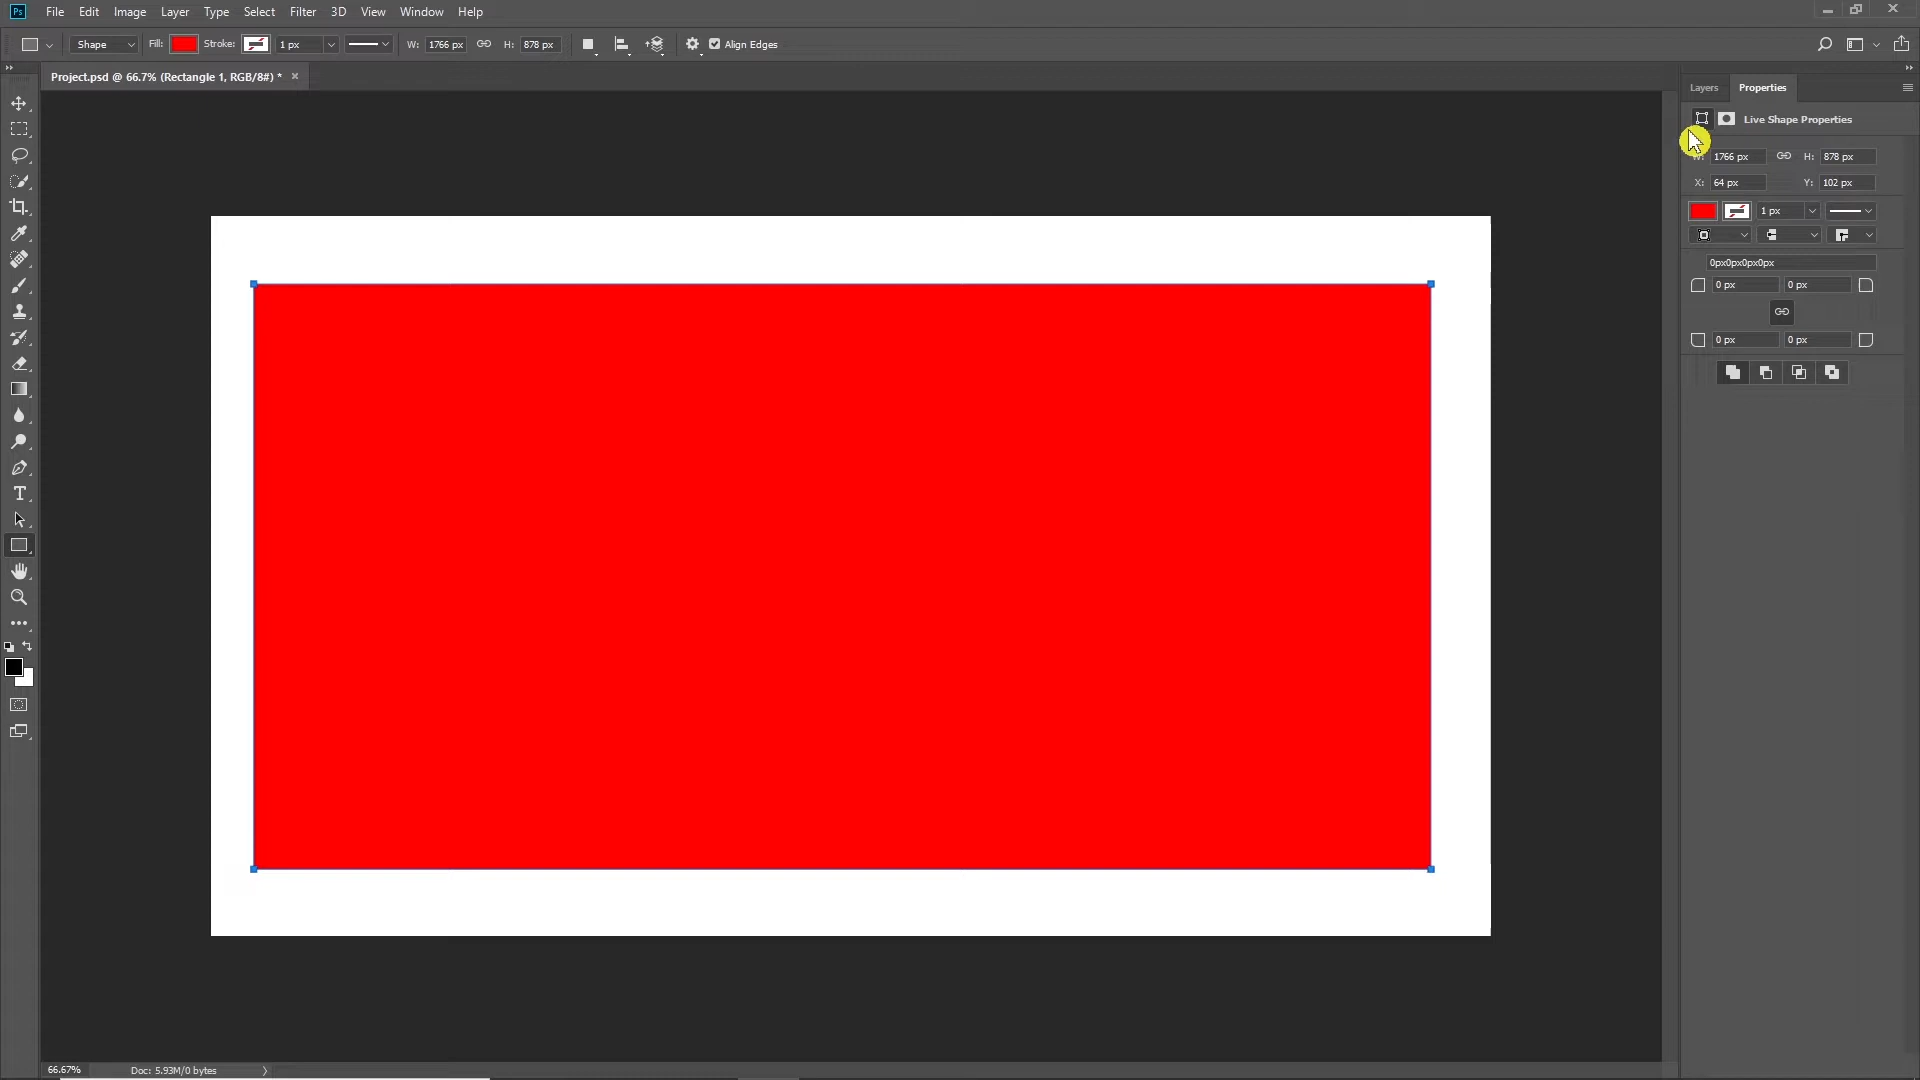 Ps File Edit Image Layer Type Select Filter 3D View Window Help
Shape Fill: Stroke: 1 px W: 1766 px H: 878 px Align Edges
Project.psd @ 66.7% (Rectangle 1, RGB/8#) * ×
Layers Properties
Live Shape Properties
1766 px H: 878 px
X: 64 px Y: 102 px
1 px
0px0px0px0px
0 px 0 px
0 px 0 px
T
66.67% Doc: 5.93M/0 bytes